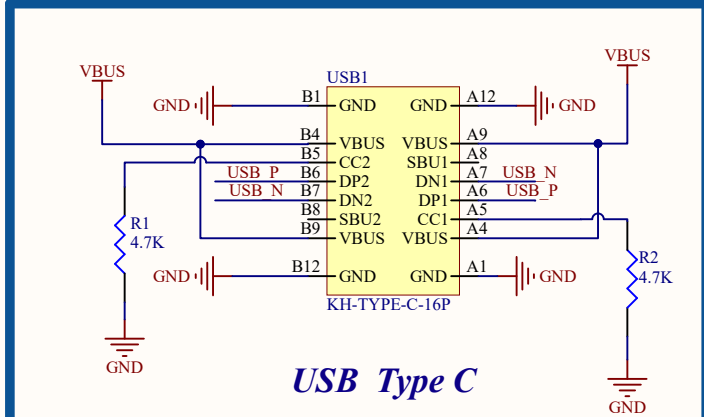 VBUS
VBUS
USB1
GND B1 GND GND A12 GND
B4 VBUS VBUS A9
B5 CC2 SBU1 A8
USB_P B6 DP2 DN1 A7 USB_N
USB_N B7 DN2 DP1 A6 USB_P
B8 SBU2 CC1 A5
B9 VBUS VBUS A4
R1
4.7K
GND B12 GND GND A1 GND
R2
4.7K
KH-TYPE-C-16P
GND
USB Type C
GND